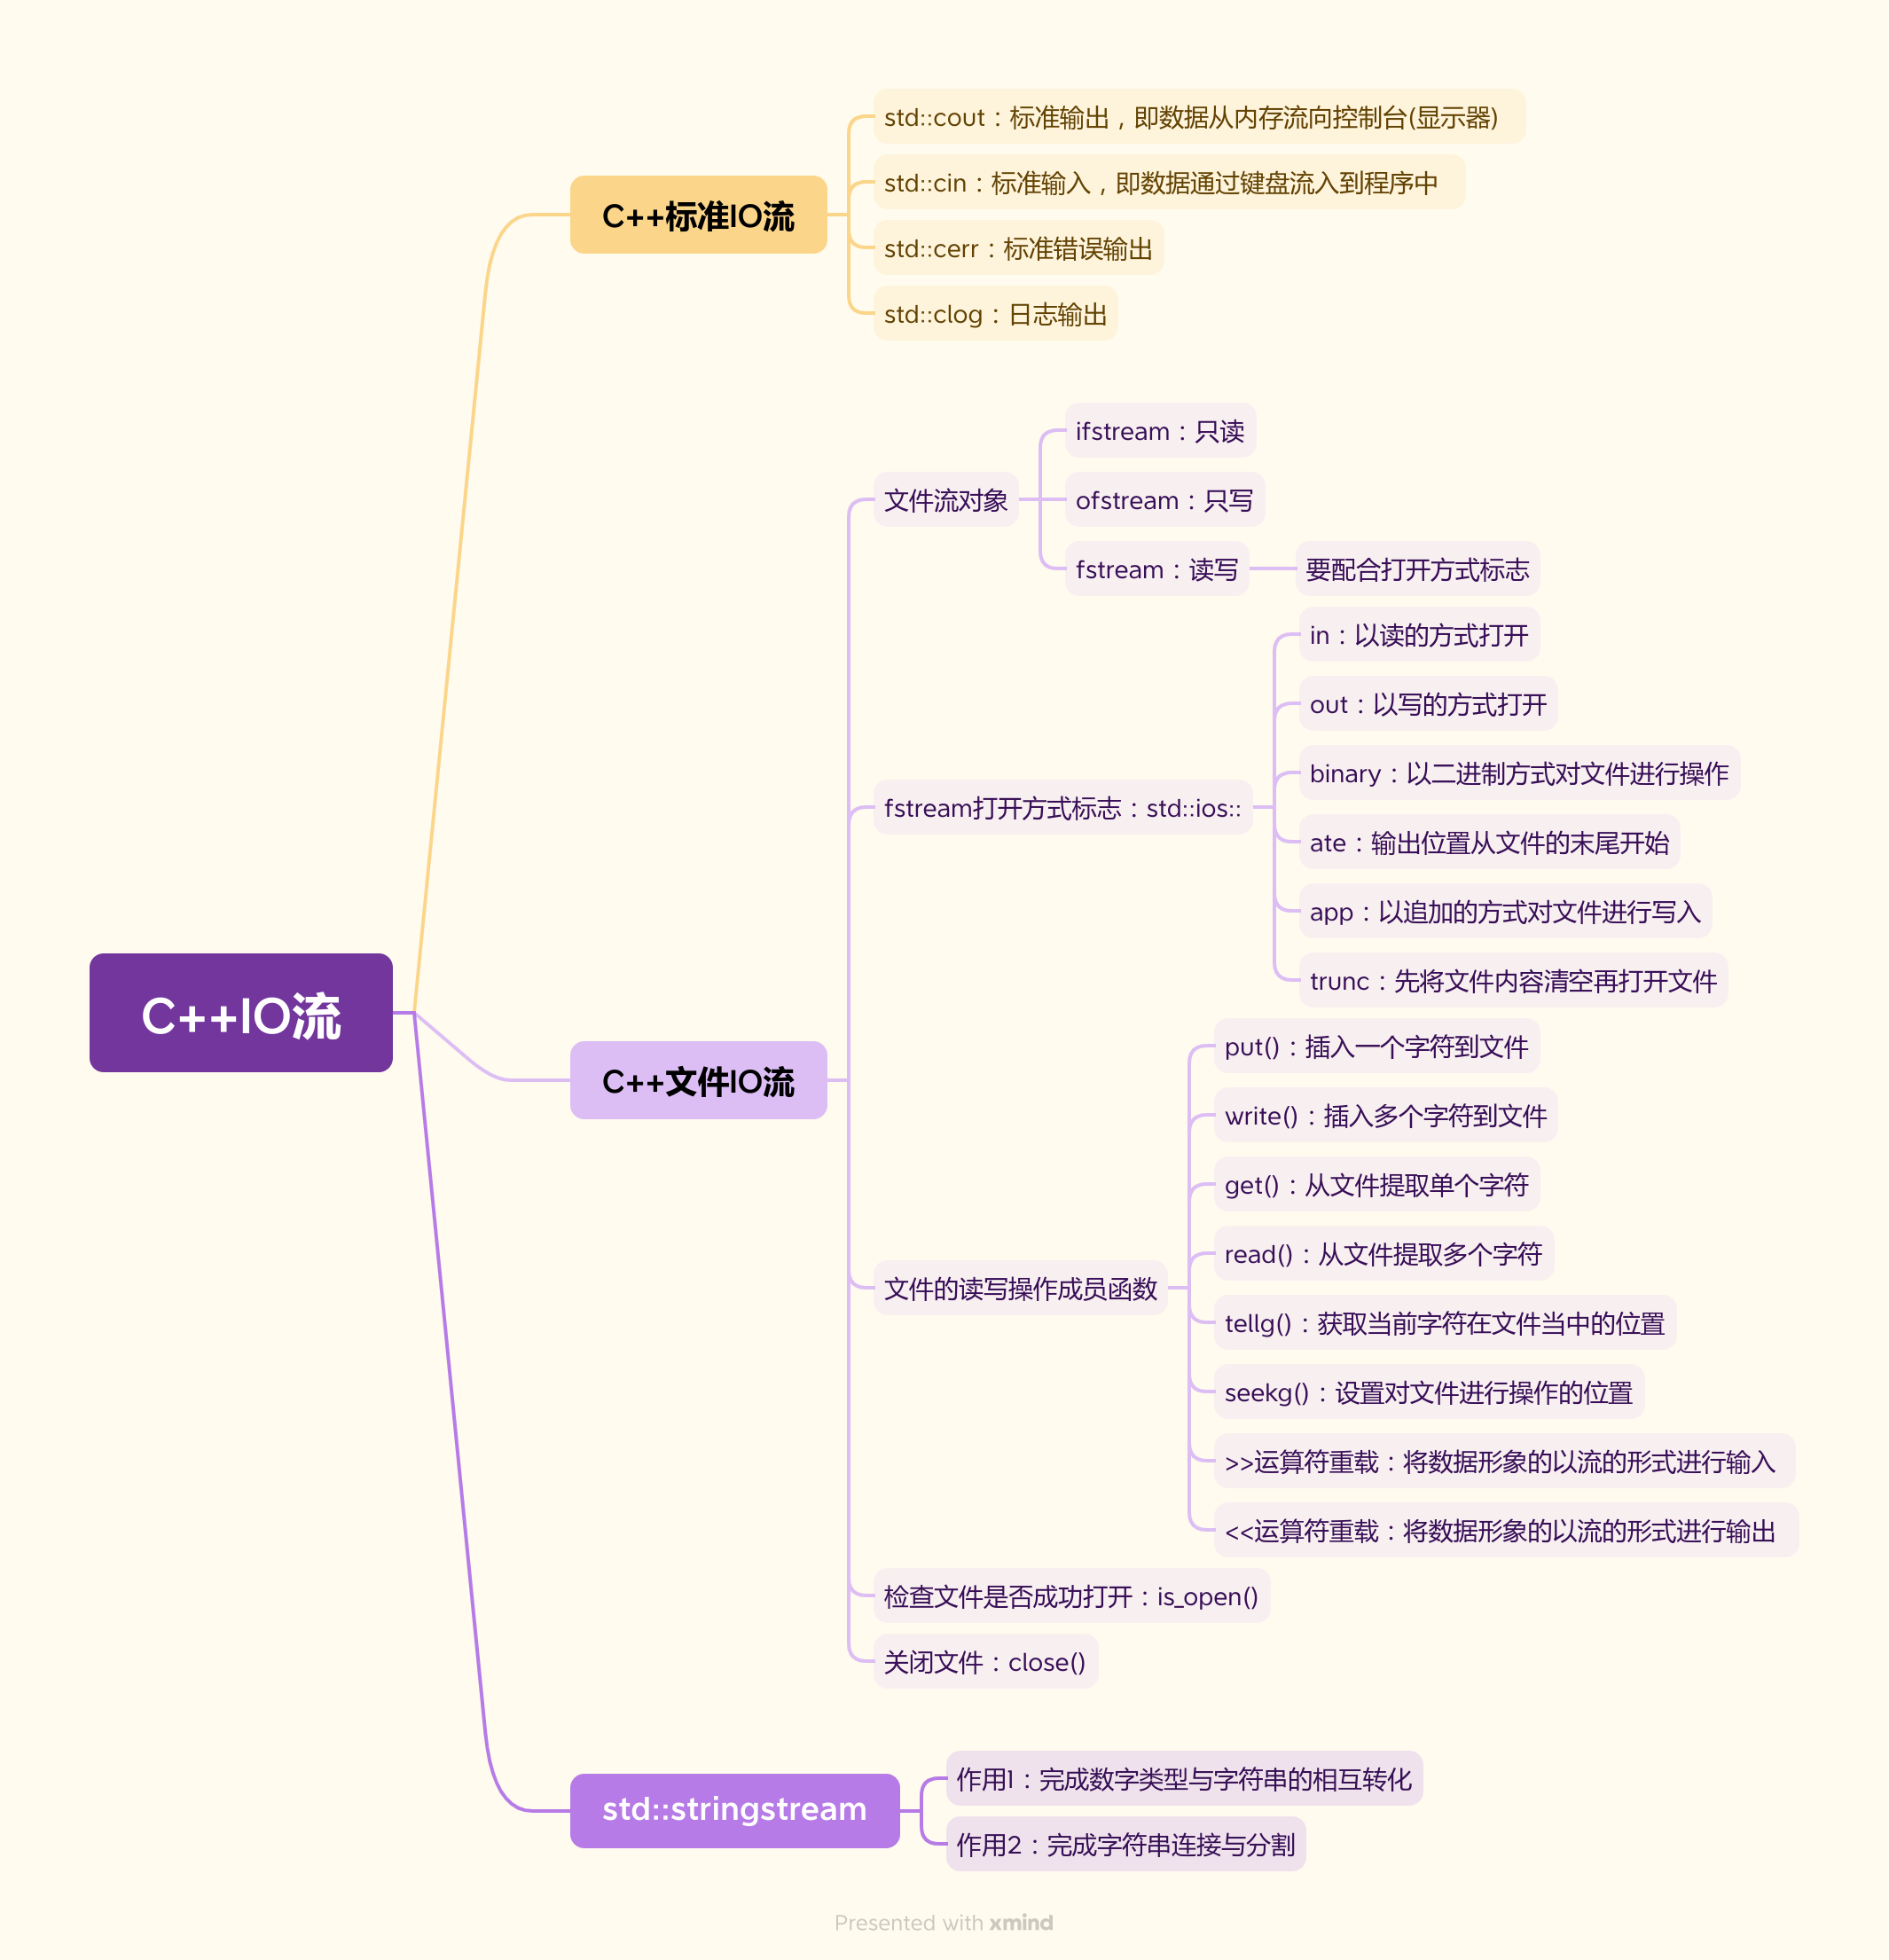 std::cout：标准输出，即数据从内存流向控制台(显示器)
std::cin：标准输入，即数据通过键盘流入到程序中
C++标准IO流
std::cerr：标准错误输出
std::clog：日志输出
ifstream：只读
文件流对象
ofstream：只写
fstream：读写
要配合打开方式标志
in：以读的方式打开
out：以写的方式打开
binary：以二进制方式对文件进行操作
fstream打开方式标志：std::ios::
ate：输出位置从文件的末尾开始
app：以追加的方式对文件进行写入
trunc：先将文件内容清空再打开文件
C++IO流
C++文件IO流
put()：插入一个字符到文件
write()：插入多个字符到文件
get()：从文件提取单个字符
read()：从文件提取多个字符
文件的读写操作成员函数
tellg()：获取当前字符在文件当中的位置
seekg()：设置对文件进行操作的位置
>>运算符重载：将数据形象的以流的形式进行输入
<<运算符重载：将数据形象的以流的形式进行输出
检查文件是否成功打开：is_open()
关闭文件：close()
std::stringstream
作用1：完成数字类型与字符串的相互转化
作用2：完成字符串连接与分割
Presented with xmind